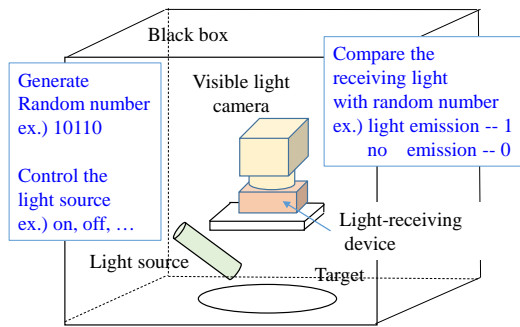 Black box
Generate
Random number
ex.) 10110
Control the
light source
ex.) on, off, …
Visible light
camera
Compare the
receiving light
with random number
ex.) light emission -- 1
no emission -- 0
Light-receiving
device
Light source
Target